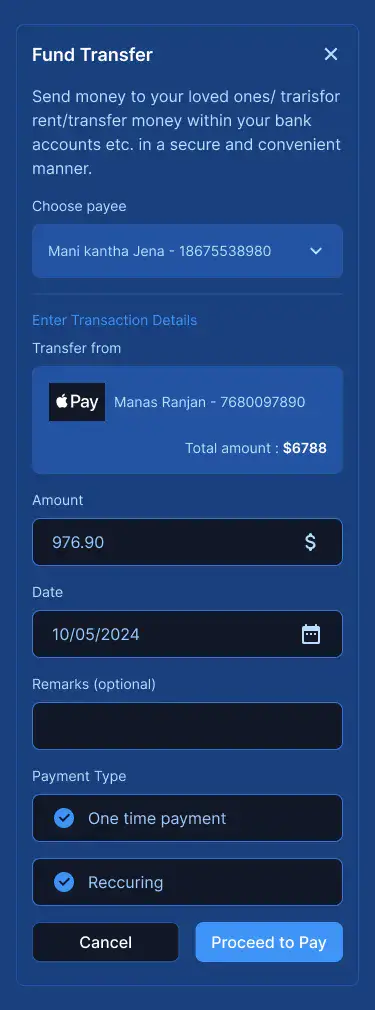 Fund Transfer
Send money to your loved ones/ trarisfor
rent/transfer money within your bank
accounts etc. in a secure and convenient
manner.
Choose payee
Mani kantha Jena - 18675538980
Enter Transaction Details
Transfer from
Pay Manas Ranjan - 7680097890
Total amount : $6788
Amount
976.90 $
Date
10/05/2024
Remarks (optional)
Payment Type
One time payment
Reccuring
Cancel Proceed to Pay